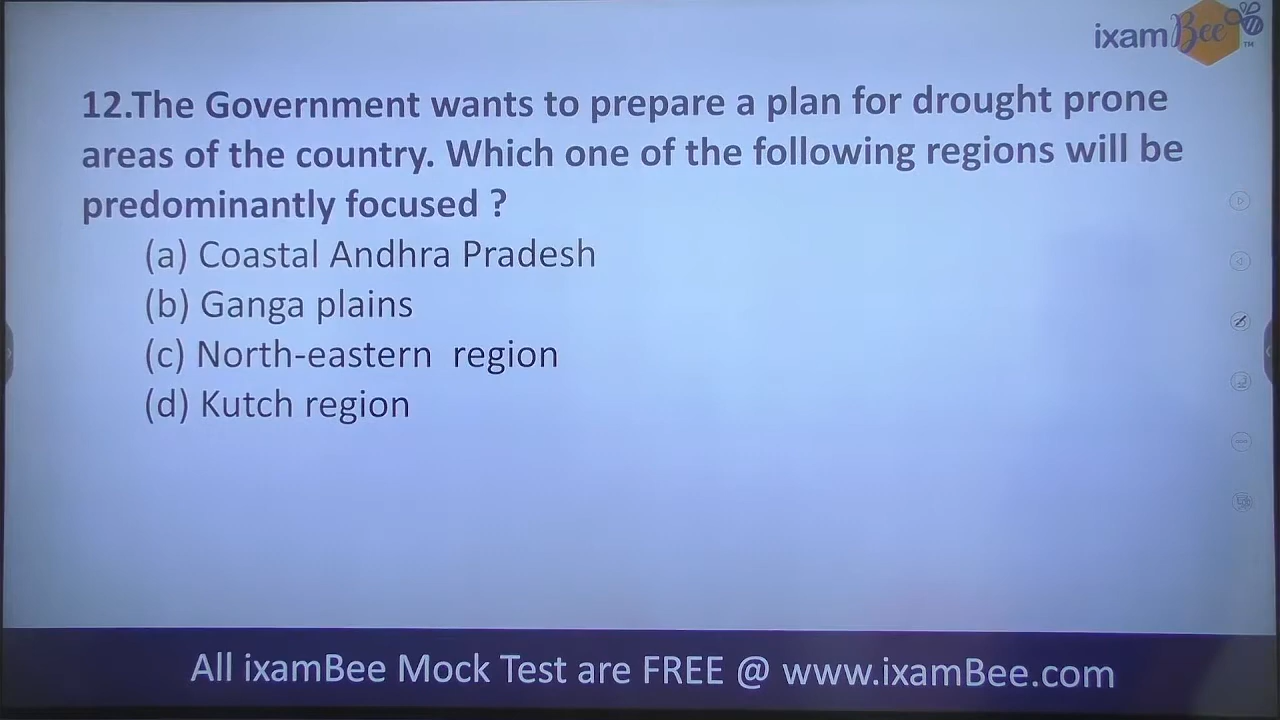 ixamBee™
12.The Government wants to prepare a plan for drought prone
areas of the country. Which one of the following regions will be
predominantly focused ?
(a) Coastal Andhra Pradesh
(b) Ganga plains
(c) North-eastern region
(d) Kutch region
All ixamBee Mock Test are FREE @ www.ixamBee.com